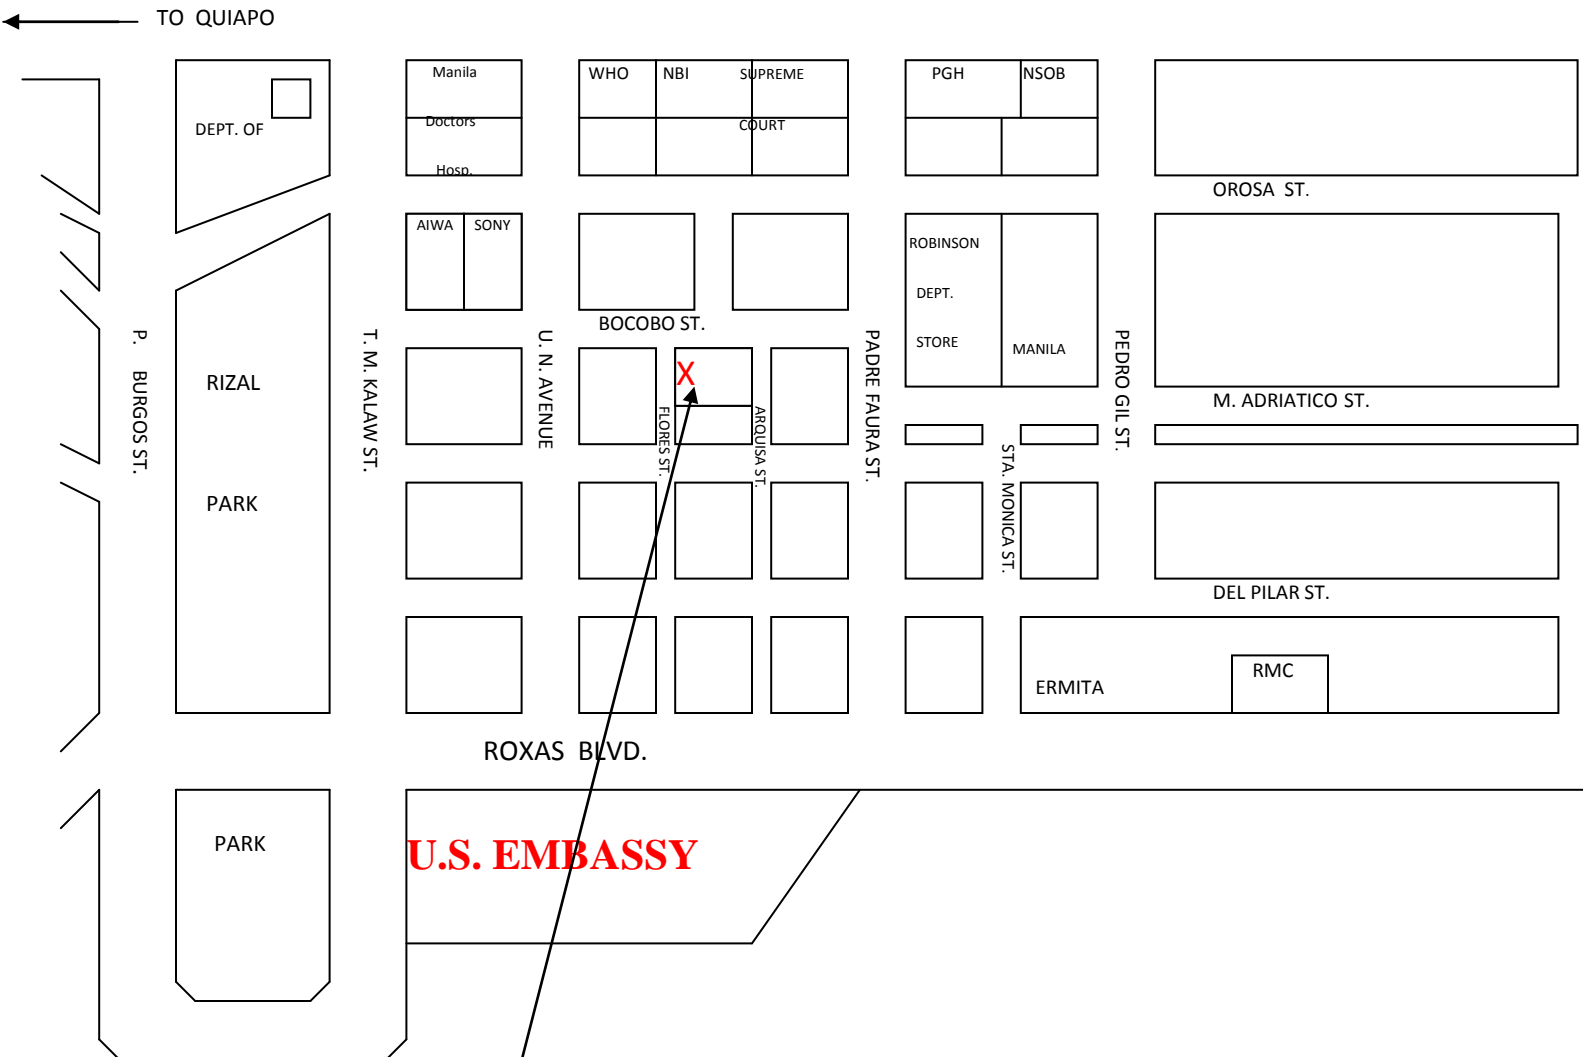 TO QUIAPO
Manila
Doctors
Hosp.
WHO
NBI
SUPREME
COURT
PGH
NSOB
DEPT. OF
OROSA ST.
AIWA
SONY
ROBINSON
DEPT.
STORE
MANILA
BOCOBO ST.
P. BURGOS ST.
RIZAL
PARK
T. M. KALAW ST.
U. N. AVENUE
X
FLORES ST.
ARQUISA ST.
PADRE FAURA ST.
PEDRO GIL ST.
M. ADRIATICO ST.
STA. MONICA ST.
DEL PILAR ST.
ERMITA
RMC
ROXAS BLVD.
PARK
U.S. EMBASSY